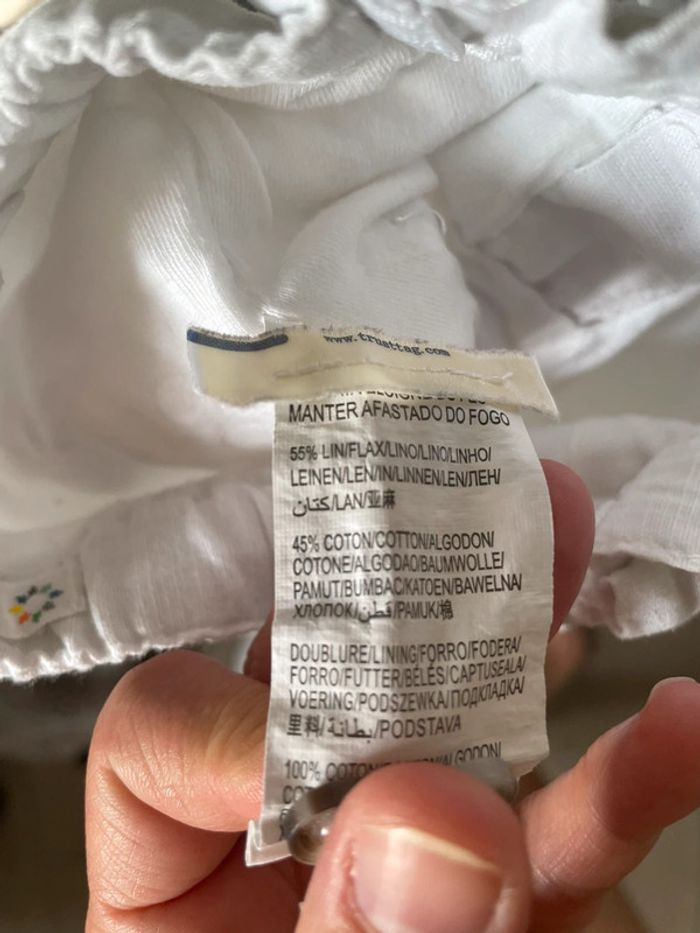 www.trusttag.com
MANTER AFASTADO DO FOGO
55% LIN/FLAX/LINO/LINO/LINHO/
LEINEN/LEN/IN/LINNEN/LEN/ЛЕН/
كتان/LAN/亚麻
45% COTON/COTTON/ALGODON/
COTONE/ALGODAO/BAUMWOLLE/
PAMUT/BUMBAC/KATOEN/BAWELNA/
ХЛОПОК/قطن/PAMUK/棉
DOUBLURE/LINING/FORRO/FODERA/
FORRO/FUTTER/BÉLÉS/CAPTUSEALA/
VOERING/PODSZEWKA/ПОДКЛАДКА/
里料/بطانة/PODSTAVA
100%